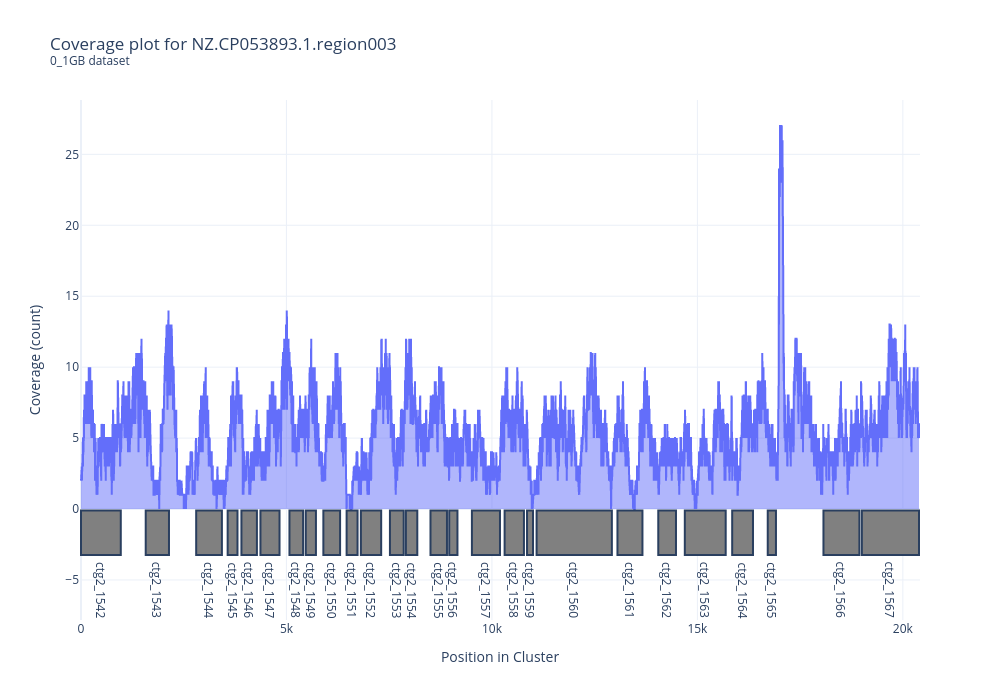 Coverage plot for NZ.CP053893.1.region003
0_1GB dataset
Coverage (count)
25
20
15
10
5
0
−5
ctg2_1542
ctg2_1543
ctg2_1544
ctg2_1545
ctg2_1546
ctg2_1547
ctg2_1548
ctg2_1549
ctg2_1550
ctg2_1551
ctg2_1552
ctg2_1553
ctg2_1554
ctg2_1555
ctg2_1556
ctg2_1557
ctg2_1558
ctg2_1559
ctg2_1560
ctg2_1561
ctg2_1562
ctg2_1563
ctg2_1564
ctg2_1565
ctg2_1566
ctg2_1567
0
5k
10k
15k
20k
Position in Cluster